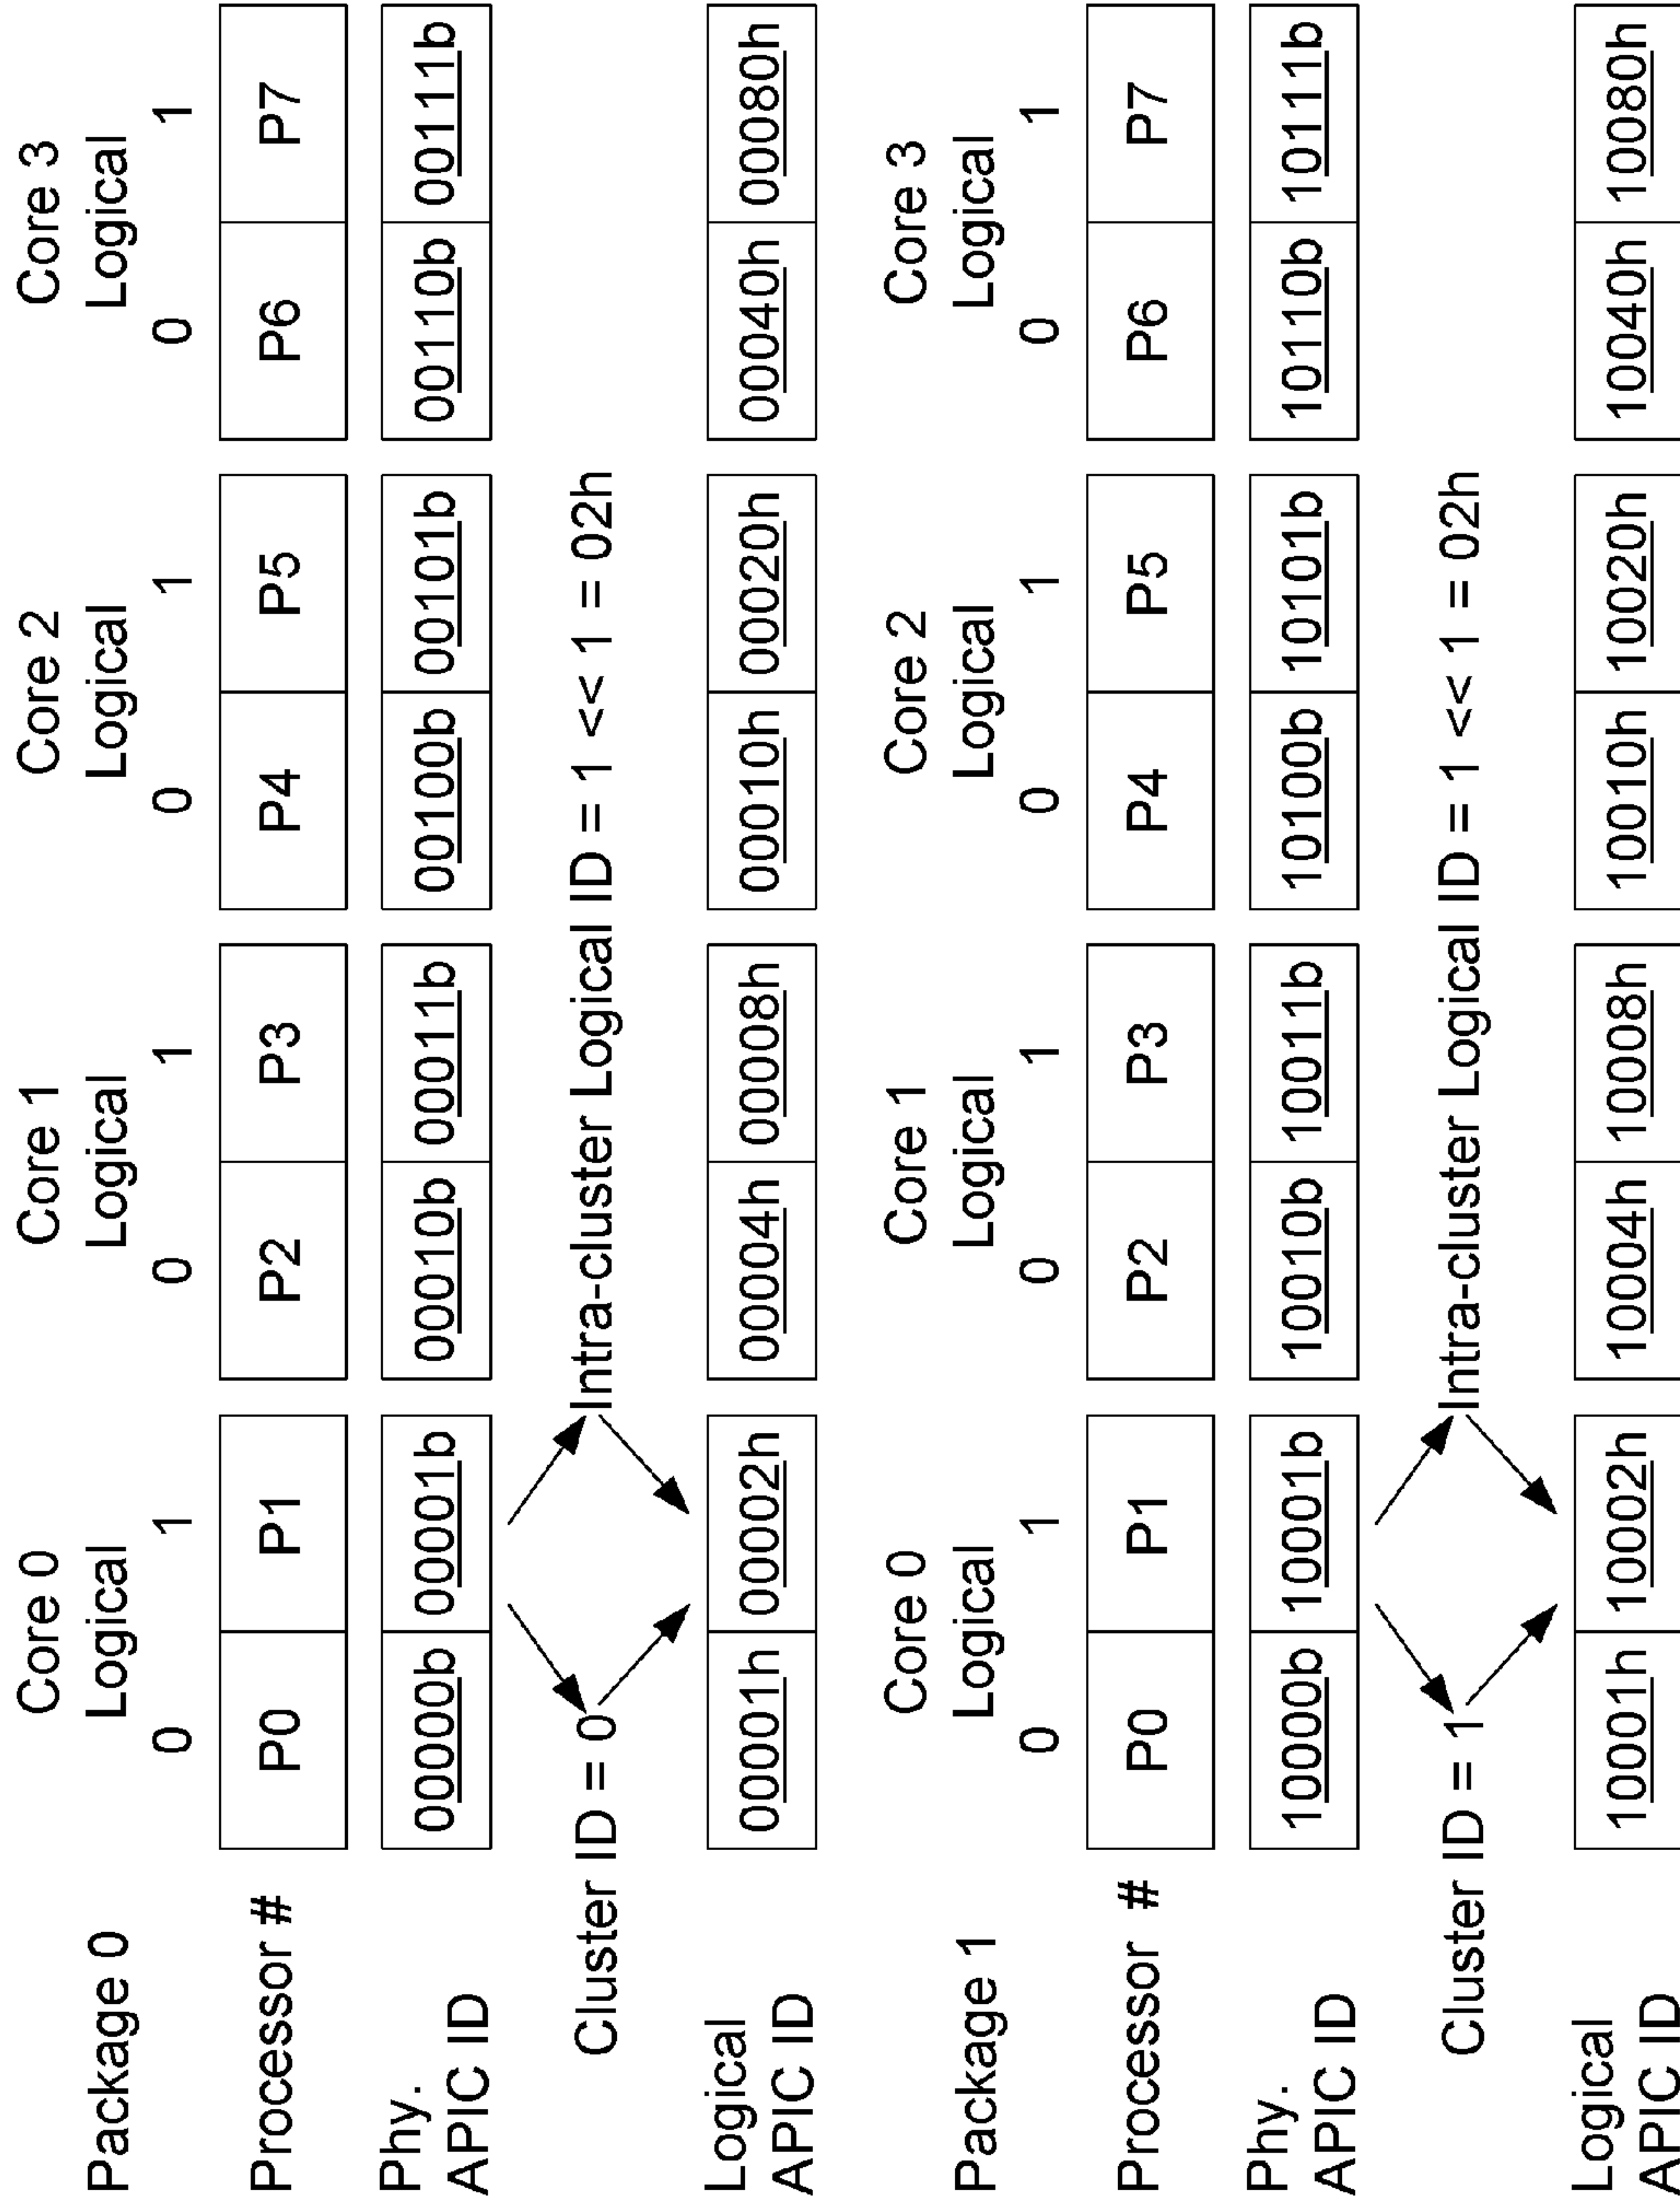 Core 0 Core 1 Core 2 Core 3
Package 0 Logical Logical Logical Logical
0 1 0 1 0 1 0 1
Processor # P0 P1 P2 P3 P4 P5 P6 P7
Phy.
APIC ID 00000b 00001b 00010b 00011b 00100b 00101b 00110b 00111b
Cluster ID = 0 Intra-cluster Logical ID = 1 << 1 = 02h
Logical
APIC ID 00001h 00002h 00004h 00008h 00010h 00020h 00040h 00080h
Core 0 Core 1 Core 2 Core 3
Package 1 Logical Logical Logical Logical
0 1 0 1 0 1 0 1
Processor # P0 P1 P2 P3 P4 P5 P6 P7
Phy.
APIC ID 10000b 10001b 10010b 10011b 10100b 10101b 10110b 10111b
Cluster ID = 1 Intra-cluster Logical ID = 1 << 1 = 02h
Logical
APIC ID 10001h 10002h 10004h 10008h 10010h 10020h 10040h 10080h